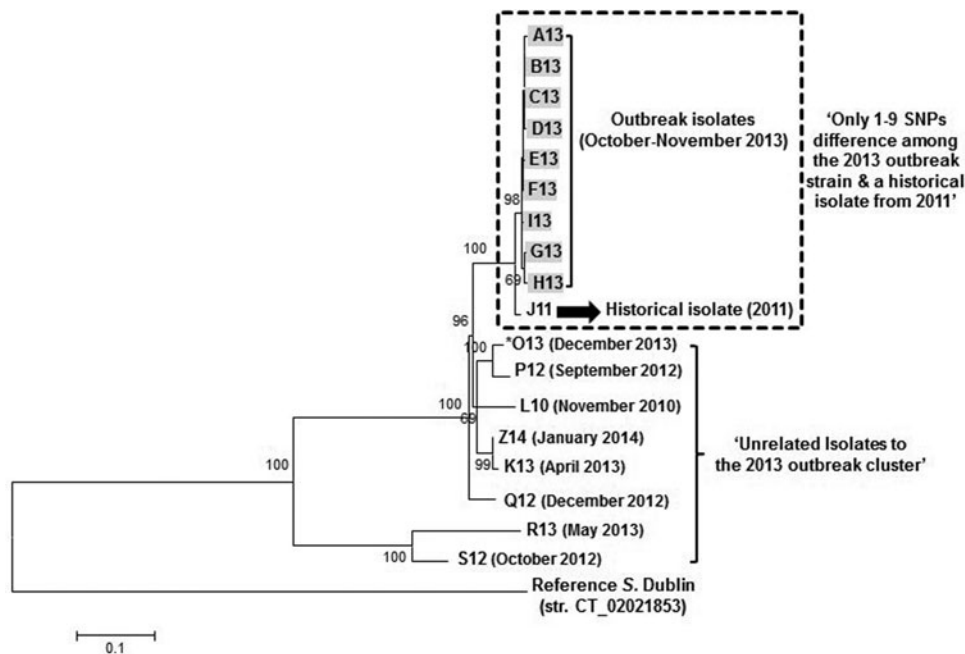 A13
B13
C13
D13
E13
F13
I13
G13
H13
J11
Outbreak isolates
(October-November 2013)
Historical isolate (2011)
‘Only 1-9 SNPs
difference among
the 2013 outbreak
strain & a historical
isolate from 2011’
98
100
69
96
100
*O13 (December 2013)
P12 (September 2012)
100
69
L10 (November 2010)
Z14 (January 2014)
99
K13 (April 2013)
Q12 (December 2012)
100
R13 (May 2013)
100
S12 (October 2012)
‘Unrelated Isolates to
the 2013 outbreak cluster’
Reference S. Dublin
(str. CT_02021853)
0.1